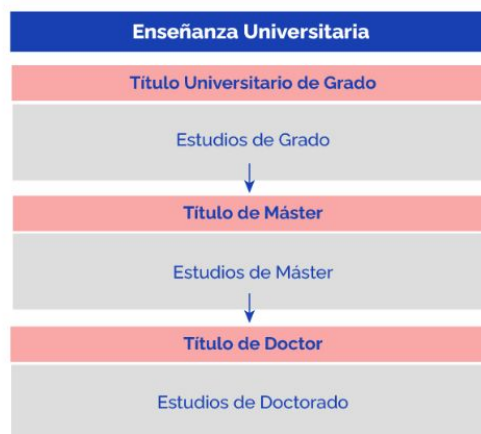 Enseñanza Universitaria
Título Universitario de Grado
Estudios de Grado
Título de Máster
Estudios de Máster
Título de Doctor
Estudios de Doctorado